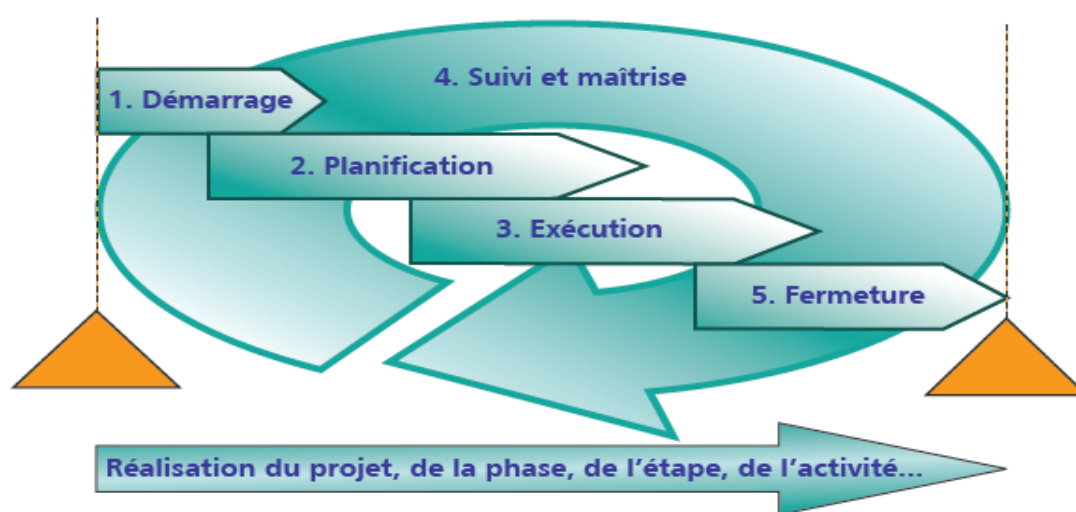 4. Suivi et maîtrise
1. Démarrage
2. Planification
3. Exécution
5. Fermeture
Réalisation du projet, de la phase, de l’étape, de l’activité...